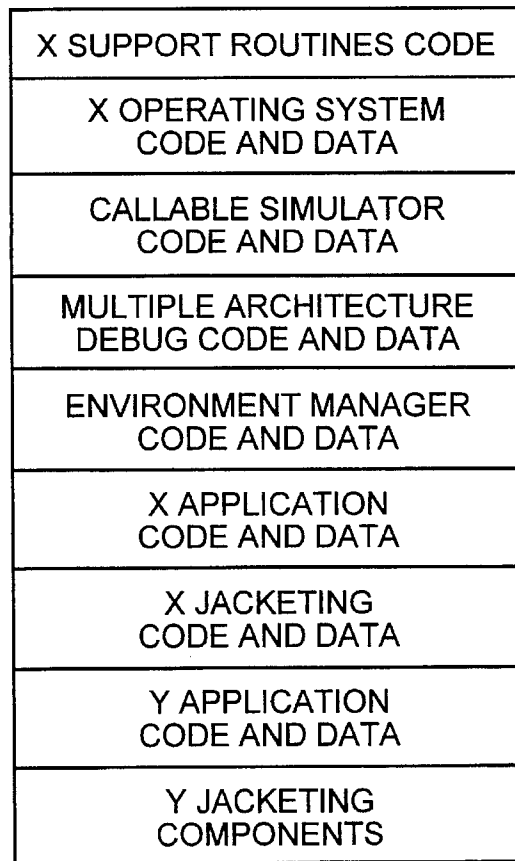 X SUPPORT ROUTINES CODE
X OPERATING SYSTEM
CODE AND DATA
CALLABLE SIMULATOR
CODE AND DATA
MULTIPLE ARCHITECTURE
DEBUG CODE AND DATA
ENVIRONMENT MANAGER
CODE AND DATA
X APPLICATION
CODE AND DATA
X JACKETING
CODE AND DATA
Y APPLICATION
CODE AND DATA
Y JACKETING
COMPONENTS